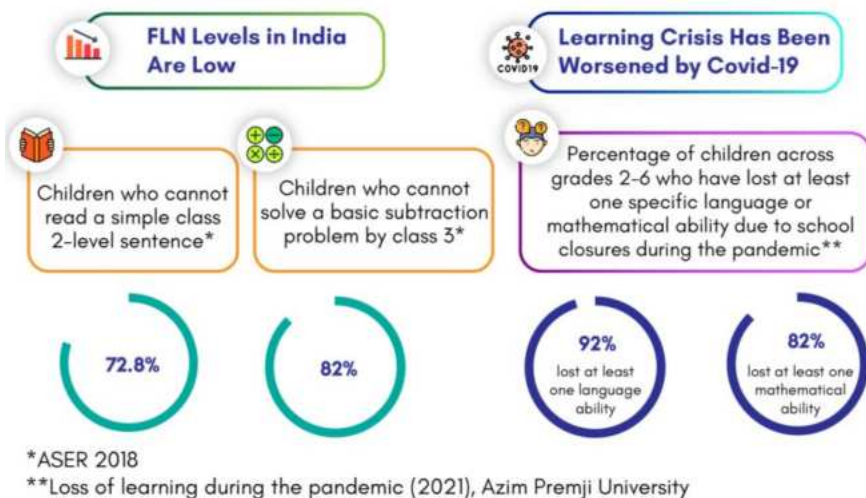 FLN Levels in India
Are Low
COVID19
Learning Crisis Has Been
Worsened by Covid-19
Children who cannot
read a simple class
2-level sentence*
Children who cannot
solve a basic subtraction
problem by class 3*
Percentage of children across
grades 2-6 who have lost at least
one specific language or
mathematical ability due to school
closures during the pandemic**
72.8%
82%
92%
lost at least
one language
ability
82%
lost at least one
mathematical
ability
*ASER 2018
**Loss of learning during the pandemic (2021), Azim Premji University